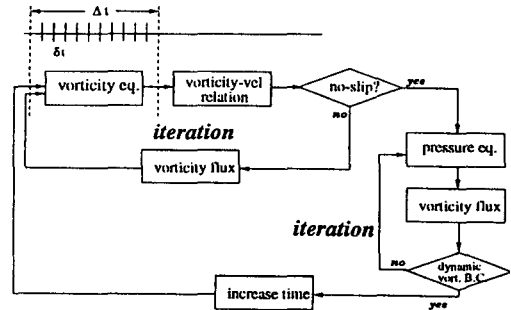 Δ t
δt
vorticity eq.
vorticity-vel
relation
no-slip?
yes
no
iteration
vorticity flux
pressure eq.
vorticity flux
iteration
no
dynamic
vort. B.C.
yes
increase time